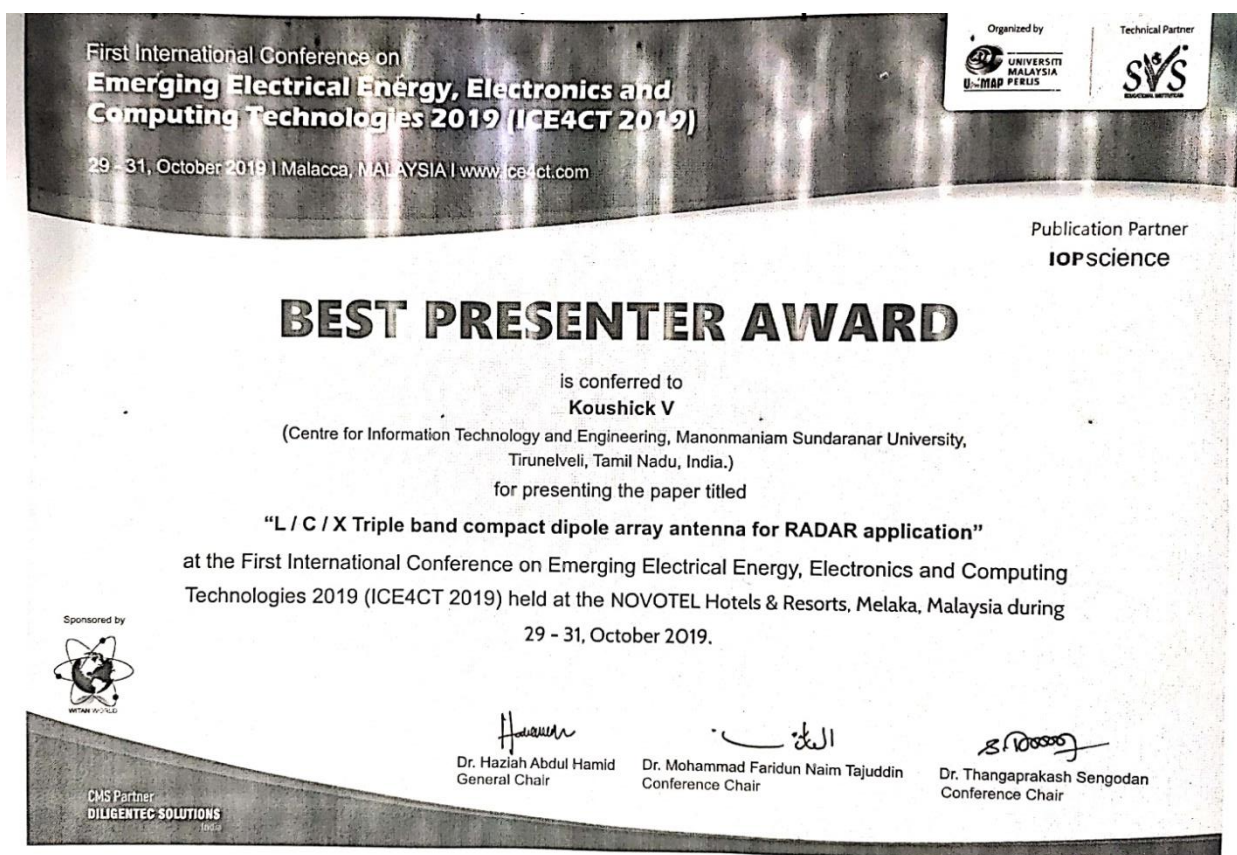 First International Conference on
Emerging Electrical Energy, Electronics and
Computing Technologies 2019 (ICE4CT 2019)
29 - 31, October 2019 I Malacca, MALAYSIA I www.ice4ct.com
Organized by
UniMAP
UNIVERSITI
MALAYSIA
PERLIS
Technical Partner
SVS
EDUCATIONAL INSTITUTIONS
Publication Partner
IOPscience
BEST PRESENTER AWARD
is conferred to
Koushick V
(Centre for Information Technology and Engineering, Manonmaniam Sundaranar University,
Tirunelveli, Tamil Nadu, India.)
for presenting the paper titled
“L / C / X Triple band compact dipole array antenna for RADAR application”
at the First International Conference on Emerging Electrical Energy, Electronics and Computing
Technologies 2019 (ICE4CT 2019) held at the NOVOTEL Hotels & Resorts, Melaka, Malaysia during
29 - 31, October 2019.
Sponsored by
WITAN WORLD
Dr. Haziah Abdul Hamid
General Chair
Dr. Mohammad Faridun Naim Tajuddin
Conference Chair
Dr. Thangaprakash Sengodan
Conference Chair
CMS Partner
DILIGENTEC SOLUTIONS
India